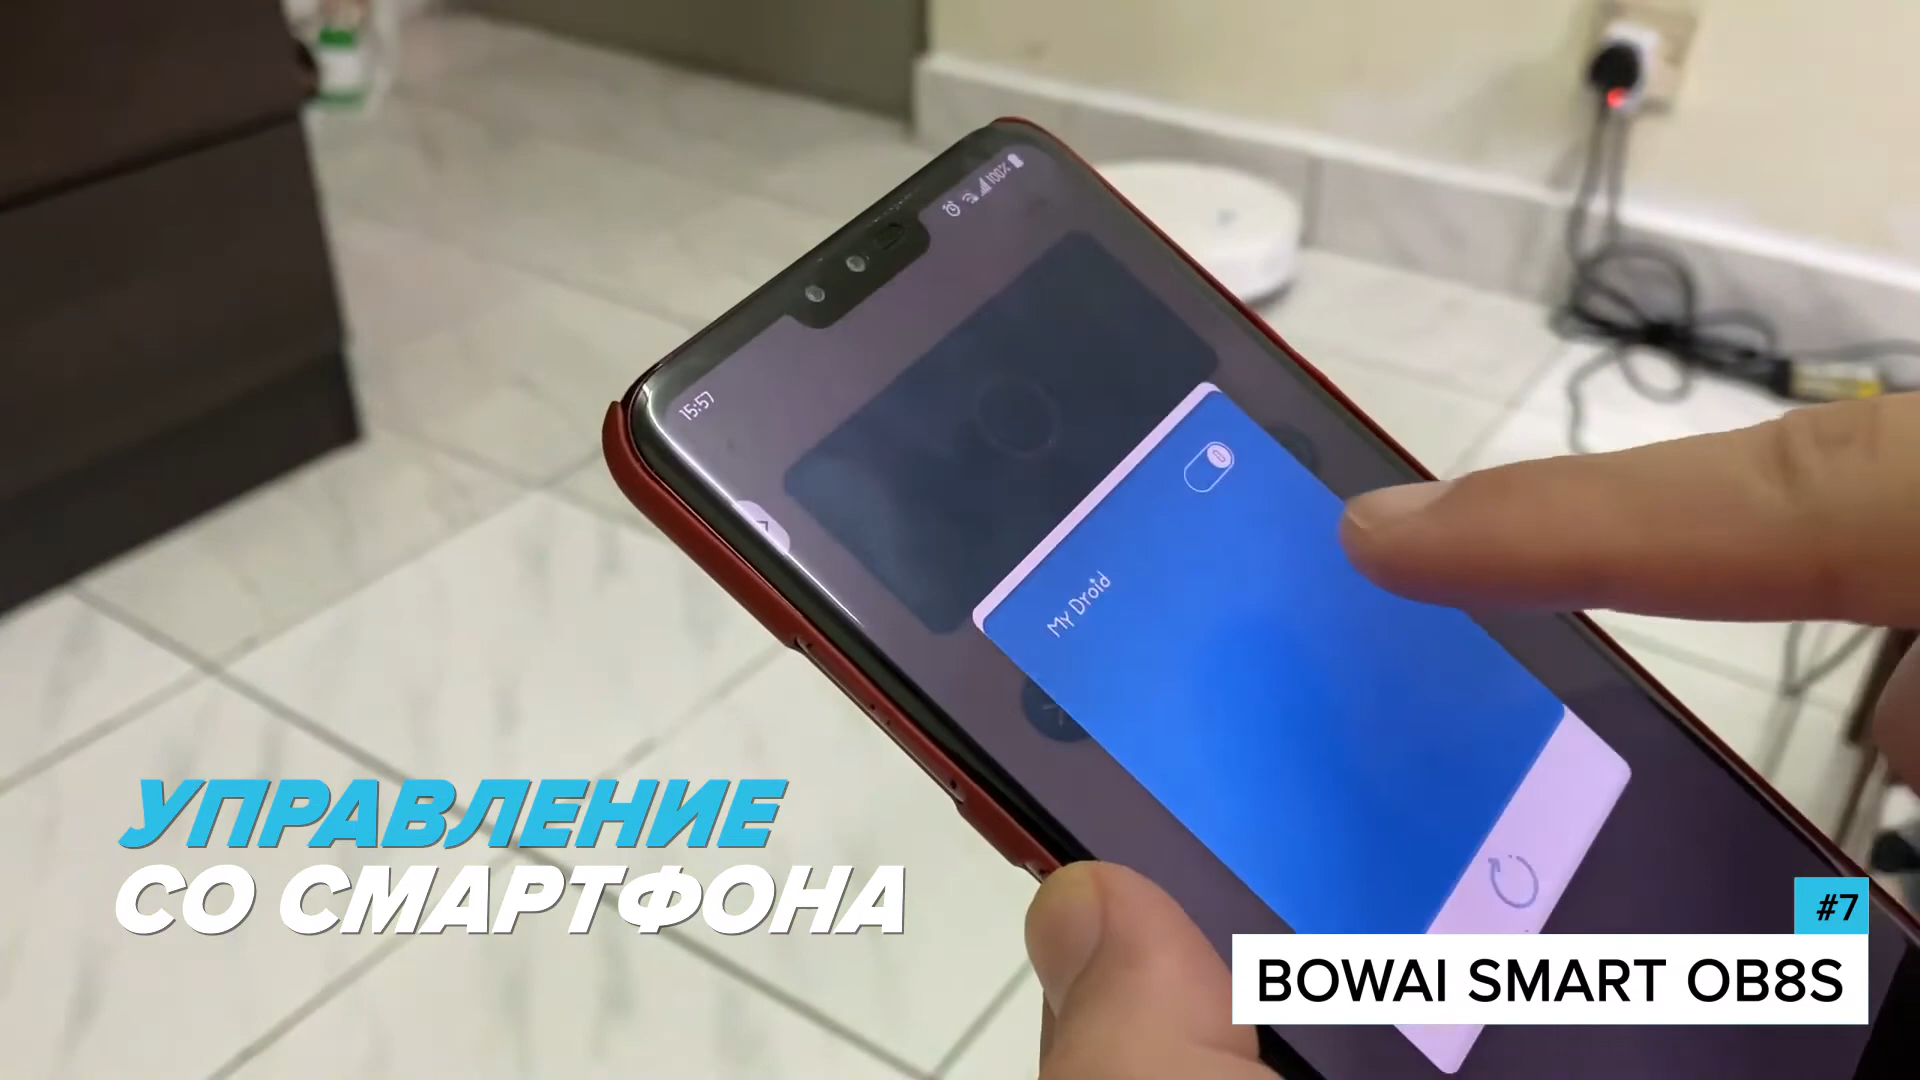 100%
15:57
My Droid
УПРАВЛЕНИЕ
СО СМАРТФОНА
#7
BOWAI SMART OB8S